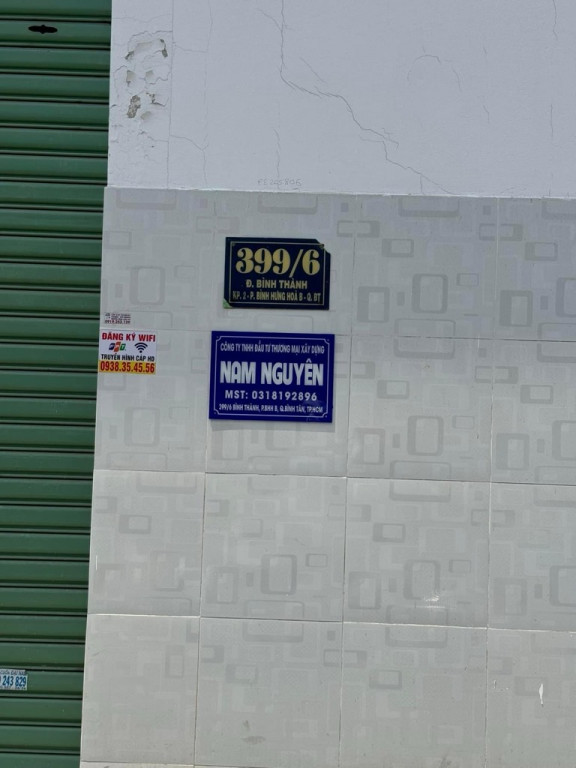 399/6
Đ. BÌNH THÀNH
KP. 2 - P. BÌNH HƯNG HOÀ B - Q. BT
CÔNG TY TNHH ĐẦU TƯ THƯƠNG MẠI XÂY DỰNG
NAM NGUYÊN
MST: 0318192896
399/6 BÌNH THÀNH, P.BHH B, Q.BÌNH TÂN, TP.HCM
ĐĂNG KÝ WIFI
FPT
TRUYỀN HÌNH CÁP HD
0938.35.45.56
243 829